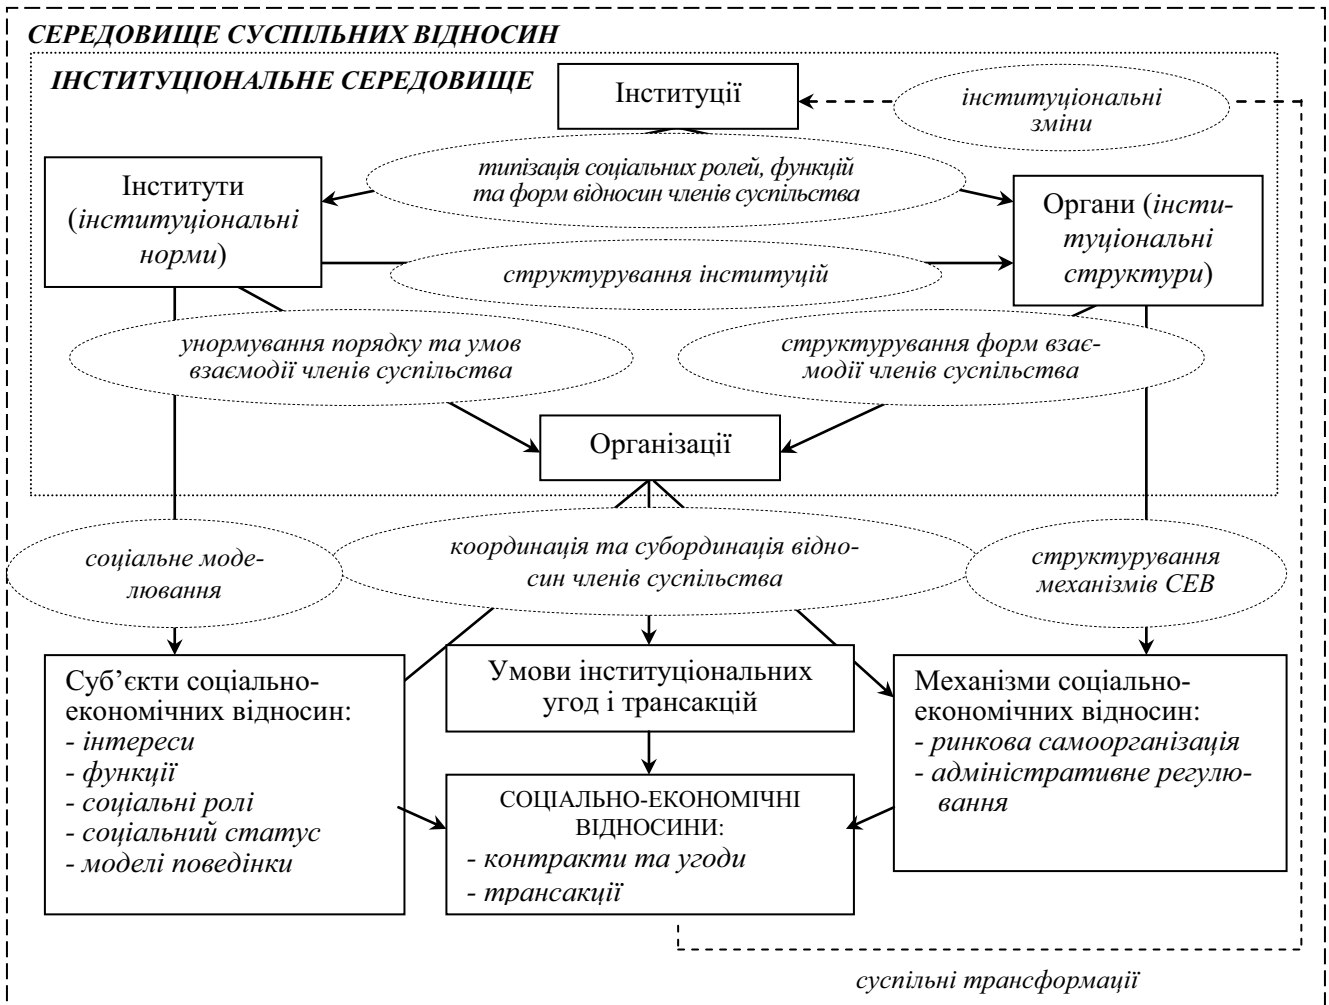 СЕРЕДОВИЩЕ СУСПІЛЬНИХ ВІДНОСИН
ІНСТИТУЦІОНАЛЬНЕ СЕРЕДОВИЩЕ
Інституції
інституціональні
зміни
типізація соціальних ролей, функцій
та форм відносин членів суспільства
Інститути
(інституціональні
норми)
Органи (інсти-
туціональні
структури)
структурування інституцій
унормування порядку та умов
взаємодії членів суспільства
структурування форм взає-
модії членів суспільства
Організації
соціальне моде-
лювання
координація та субординація відно-
син членів суспільства
структурування
механізмів СЕВ
Суб’єкти соціально-
економічних відносин:
- інтереси
- функції
- соціальні ролі
- соціальний статус
- моделі поведінки
Умови інституціональних
угод і трансакцій
Механізми соціально-
економічних відносин:
- ринкова самоорганізація
- адміністративне регулю-
вання
СОЦІАЛЬНО-ЕКОНОМІЧНІ
ВІДНОСИНИ:
- контракти та угоди
- трансакції
суспільні трансформації